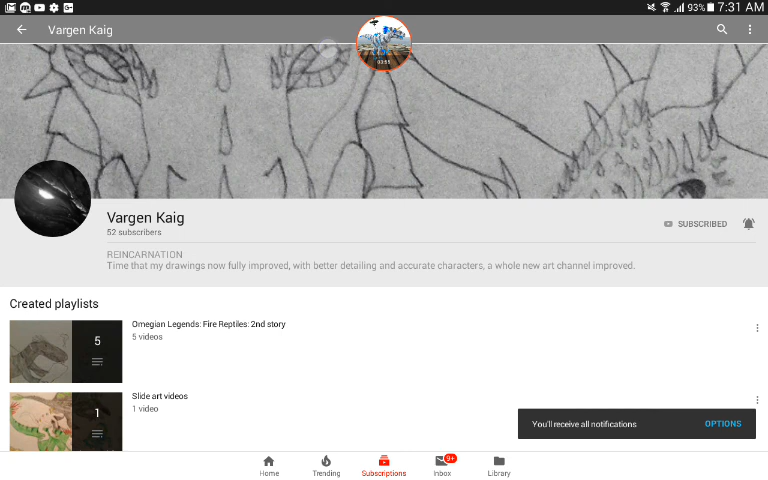 93% 7:31 AM
Vargen Kaig
03:55
Vargen Kaig
52 subscribers
SUBSCRIBED
REINCARNATION
Time that my drawings now fully improved, with better detailing and accurate characters, a whole new art channel improved.
Created playlists
5
Omegian Legends: Fire Reptiles: 2nd story
5 videos
1
Slide art videos
1 video
You'll receive all notifications OPTIONS
9+
Home Trending Subscriptions Inbox Library